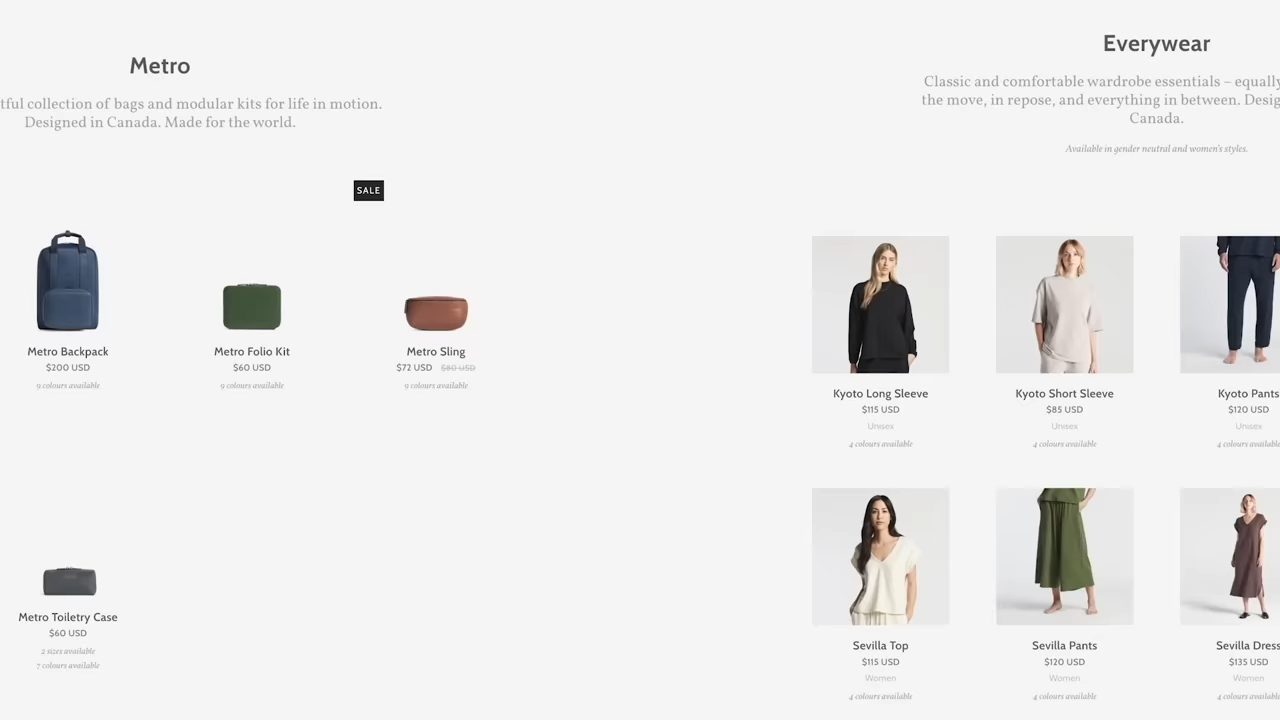 Metro
collection of bags and modular kits for life in motion.
Designed in Canada. Made for the world.
SALE
Metro Backpack
$200 USD
9 colours available
Metro Folio Kit
$60 USD
9 colours available
Metro Sling
$72 USD $80 USD
9 colours available
Metro Toiletry Case
$60 USD
2 sizes available
7 colours available
Everywear
Classic and comfortable wardrobe essentials – equally
the move, in repose, and everything in between.
Canada.
Available in gender neutral and women's styles.
Kyoto Long Sleeve
$115 USD
Unisex
4 colours available
Kyoto Short Sleeve
$85 USD
Unisex
4 colours available
Kyoto Pants
$120 USD
Unisex
4 colours available
Sevilla Top
$115 USD
Women
4 colours available
Sevilla Pants
$120 USD
Women
4 colours available
Sevilla Dress
$135 USD
Women
4 colours available